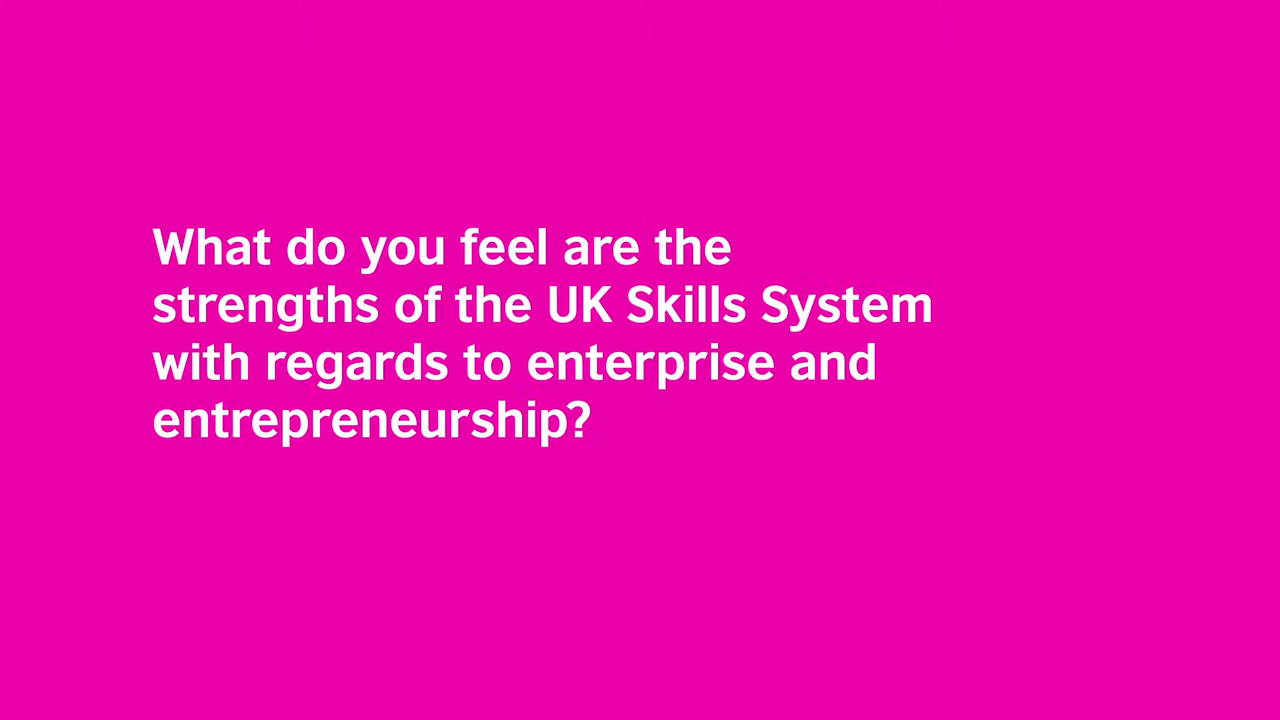 What do you feel are the
strengths of the UK Skills System
with regards to enterprise and
entrepreneurship?